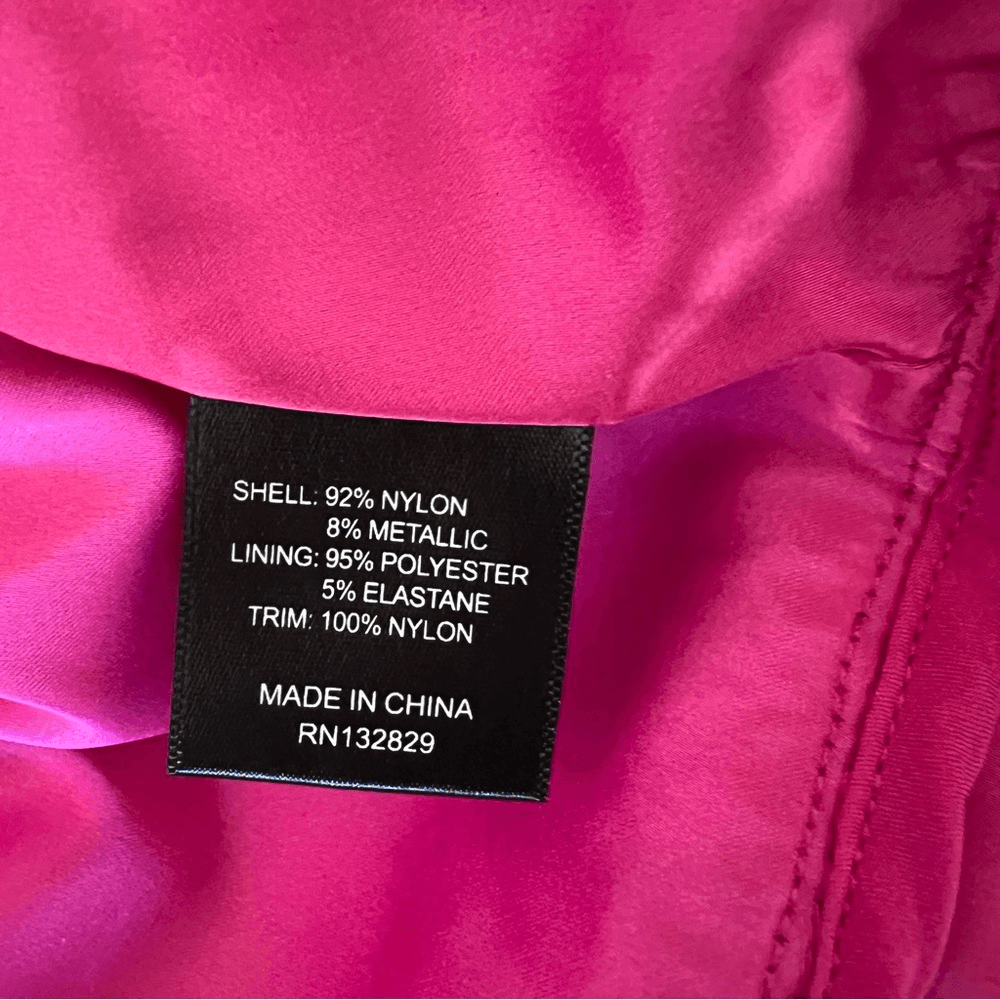 SHELL: 92% NYLON
8% METALLIC
LINING: 95% POLYESTER
5% ELASTANE
TRIM: 100% NYLON
MADE IN CHINA
RN132829